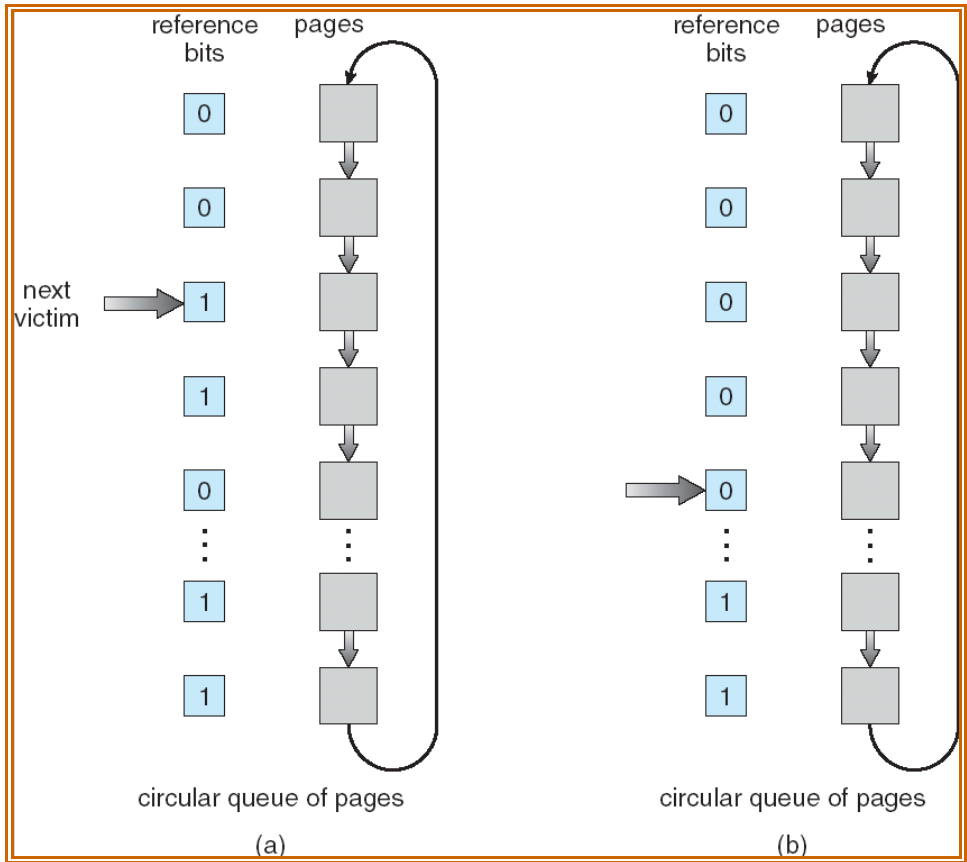 reference pages
bits
0
0
next
victim
1
1
0
1
1
circular queue of pages
(a)
reference pages
bits
0
0
0
0
0
1
1
circular queue of pages
(b)